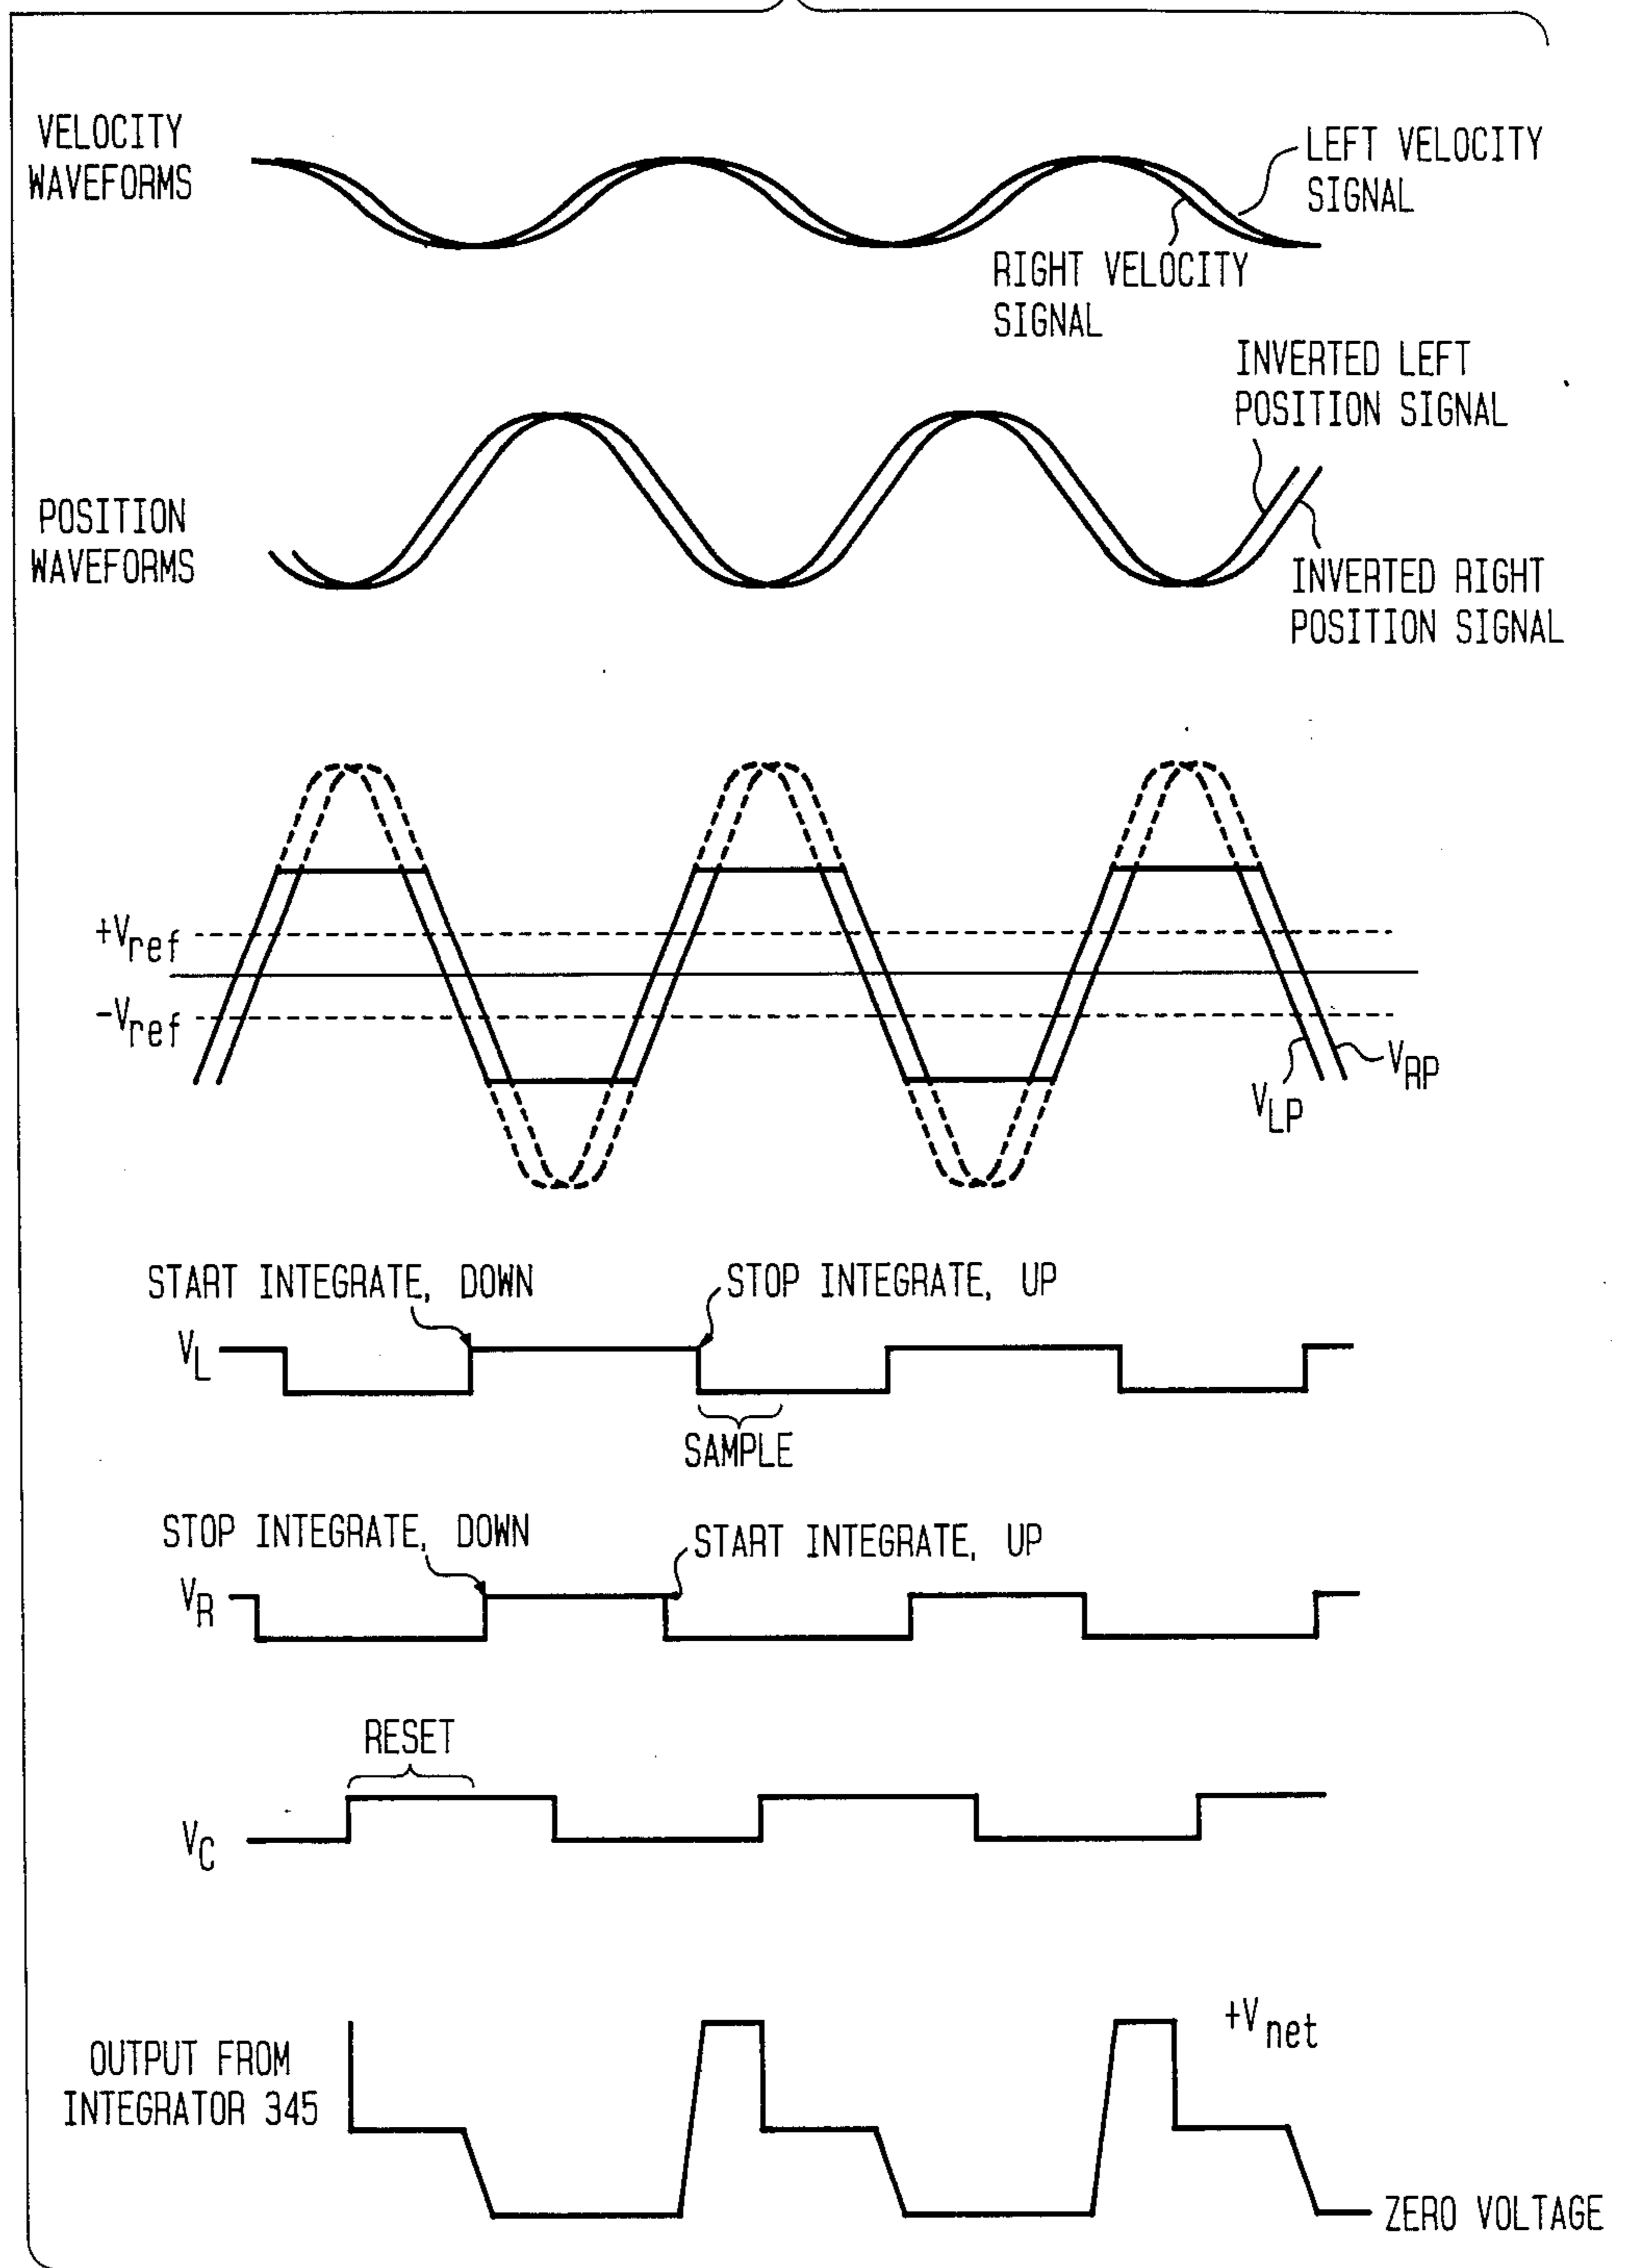 VELOCITY
WAVEFORMS
LEFT VELOCITY
SIGNAL
RIGHT VELOCITY
SIGNAL
INVERTED LEFT
POSITION SIGNAL
POSITION
WAVEFORMS
INVERTED RIGHT
POSITION SIGNAL
+Vref
-Vref
VRP
VLP
START INTEGRATE, DOWN
STOP INTEGRATE, UP
VL
SAMPLE
STOP INTEGRATE, DOWN
START INTEGRATE, UP
VR
RESET
VC
+Vnet
OUTPUT FROM
INTEGRATOR 345
ZERO VOLTAGE